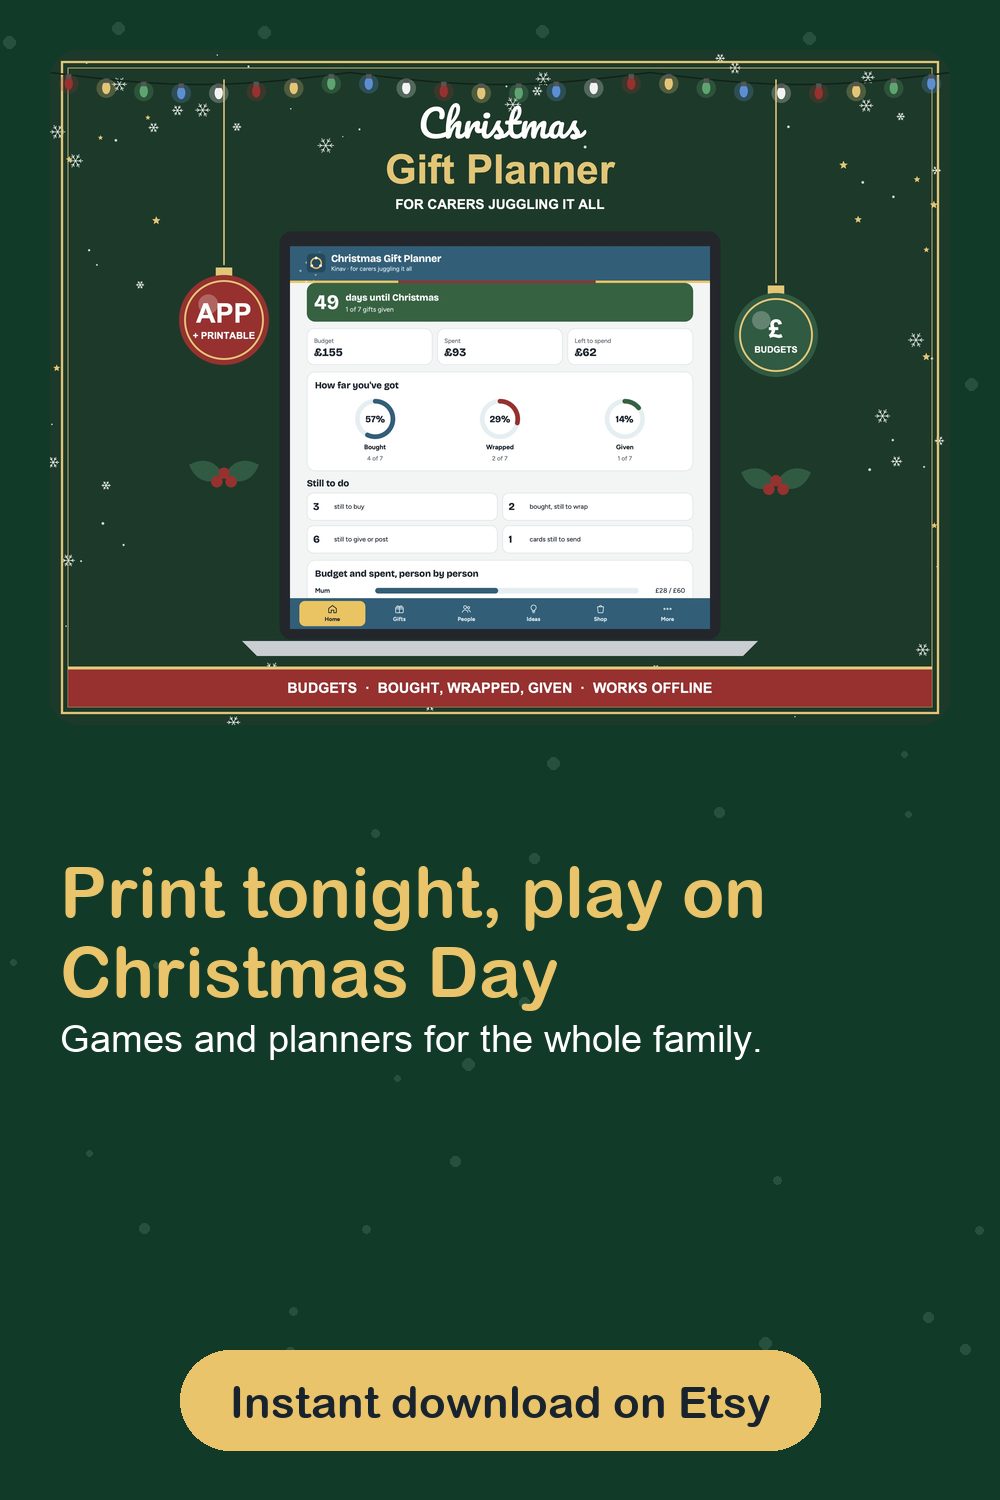 Christmas
Gift Planner
FOR CARERS JUGGLING IT ALL
APP
+ PRINTABLE
£
BUDGETS
Christmas Gift Planner
Kinav · for carers juggling it all
49 days until Christmas
1 of 7 gifts given
Budget
£155
Spent
£93
Left to spend
£62
How far you've got
57%
Bought
4 of 7
29%
Wrapped
2 of 7
14%
Given
1 of 7
Still to do
3 still to buy
2 bought, still to wrap
6 still to give or post
1 cards still to send
Budget and spent, person by person
Mum £28 / £60
Home Gifts People Ideas Shop More
BUDGETS · BOUGHT, WRAPPED, GIVEN · WORKS OFFLINE
Print tonight, play on
Christmas Day
Games and planners for the whole family.
Instant download on Etsy